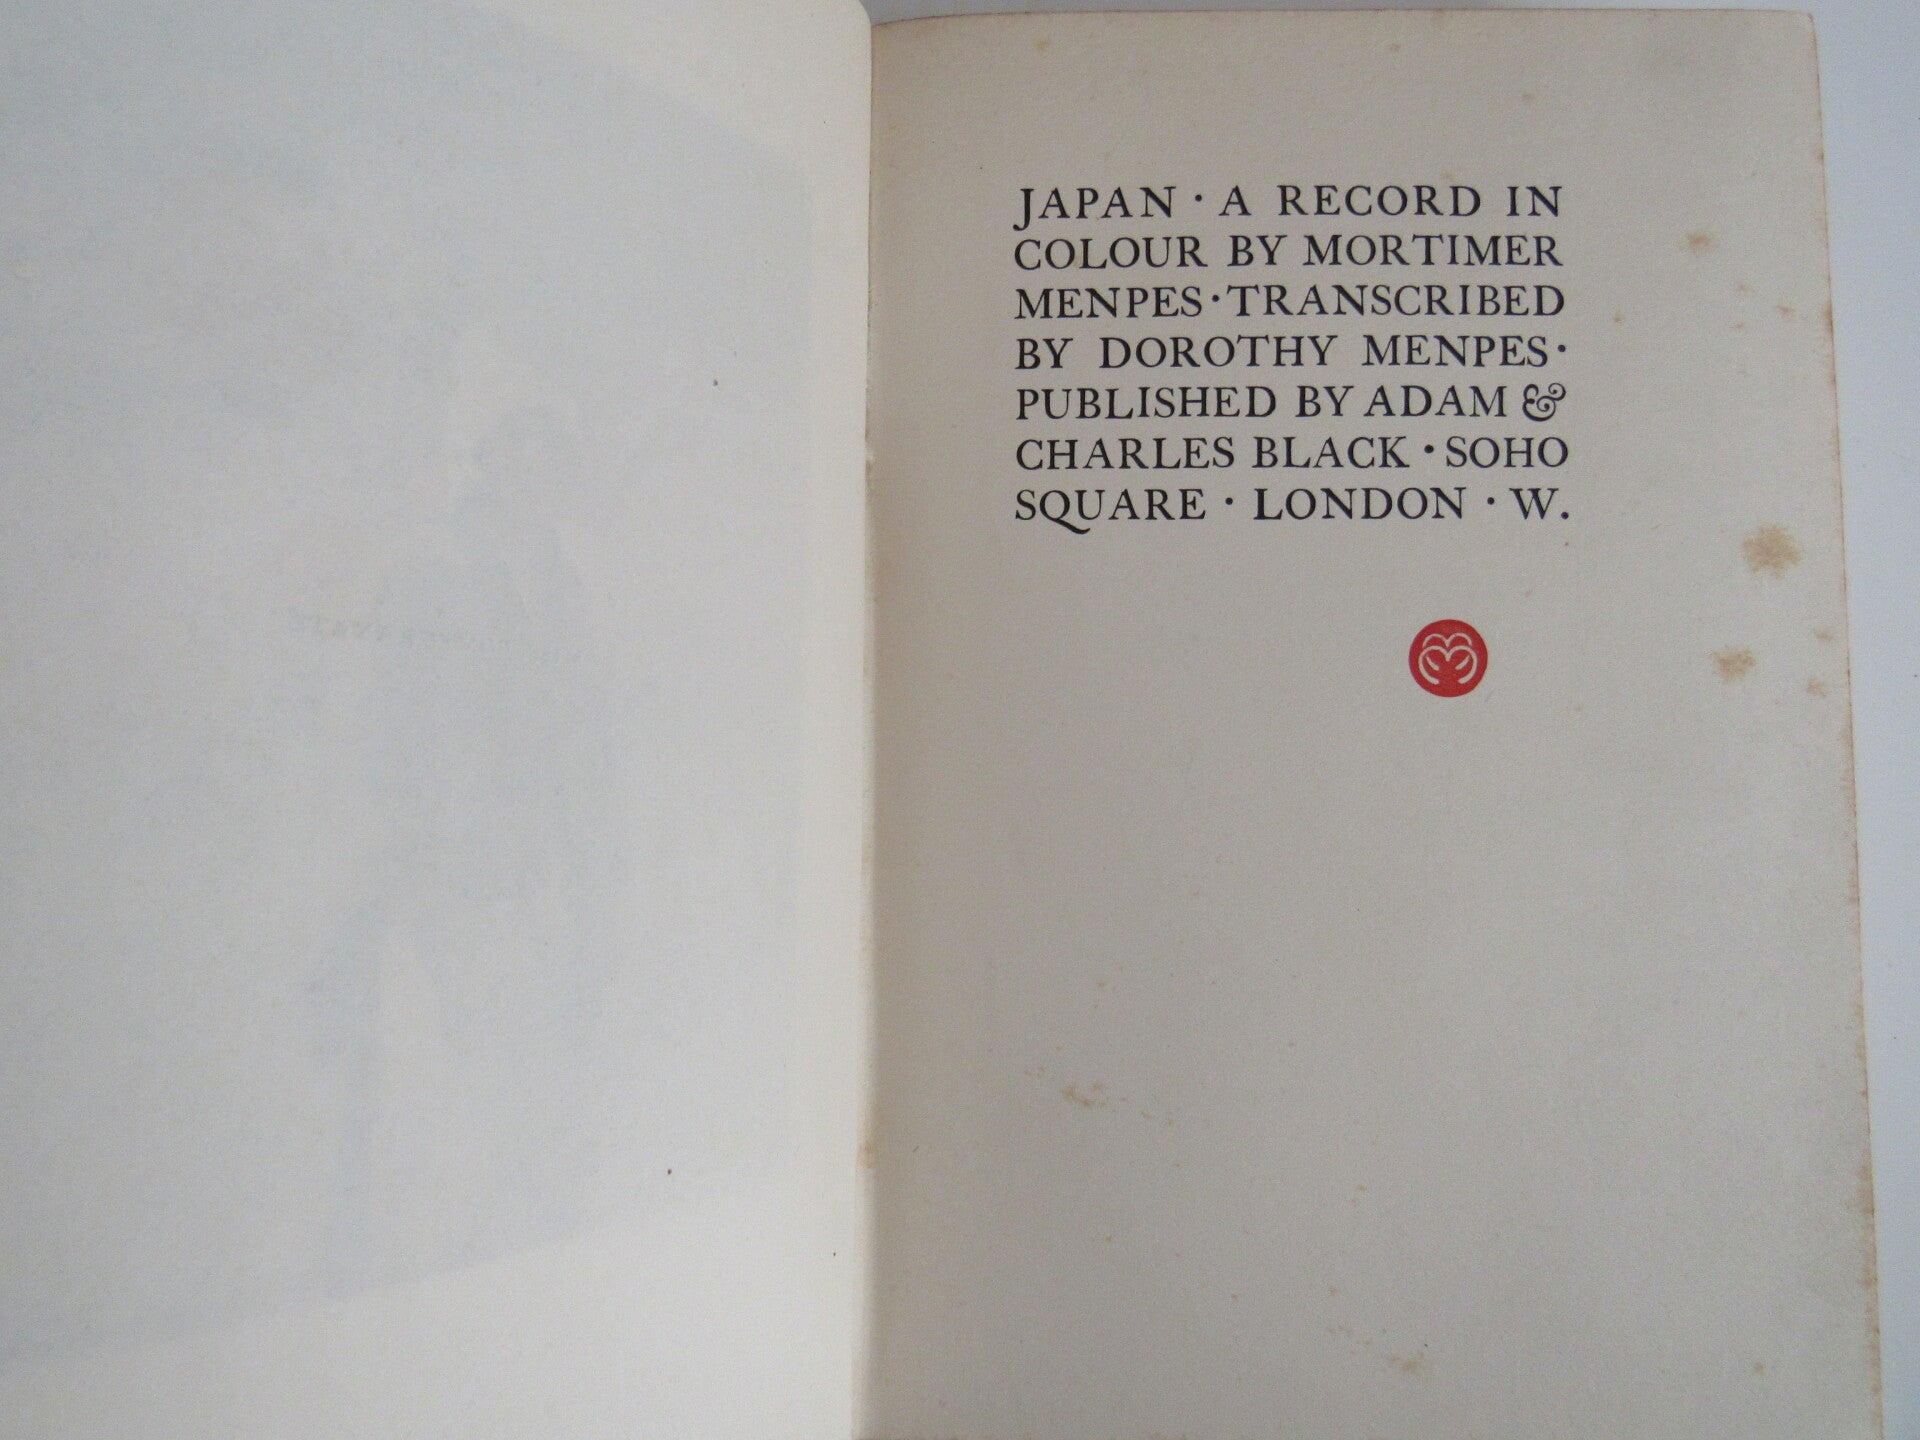 JAPAN · A RECORD IN
COLOUR BY MORTIMER
MENPES · TRANSCRIBED
BY DOROTHY MENPES ·
PUBLISHED BY ADAM &
CHARLES BLACK · SOHO
SQUARE · LONDON · W.